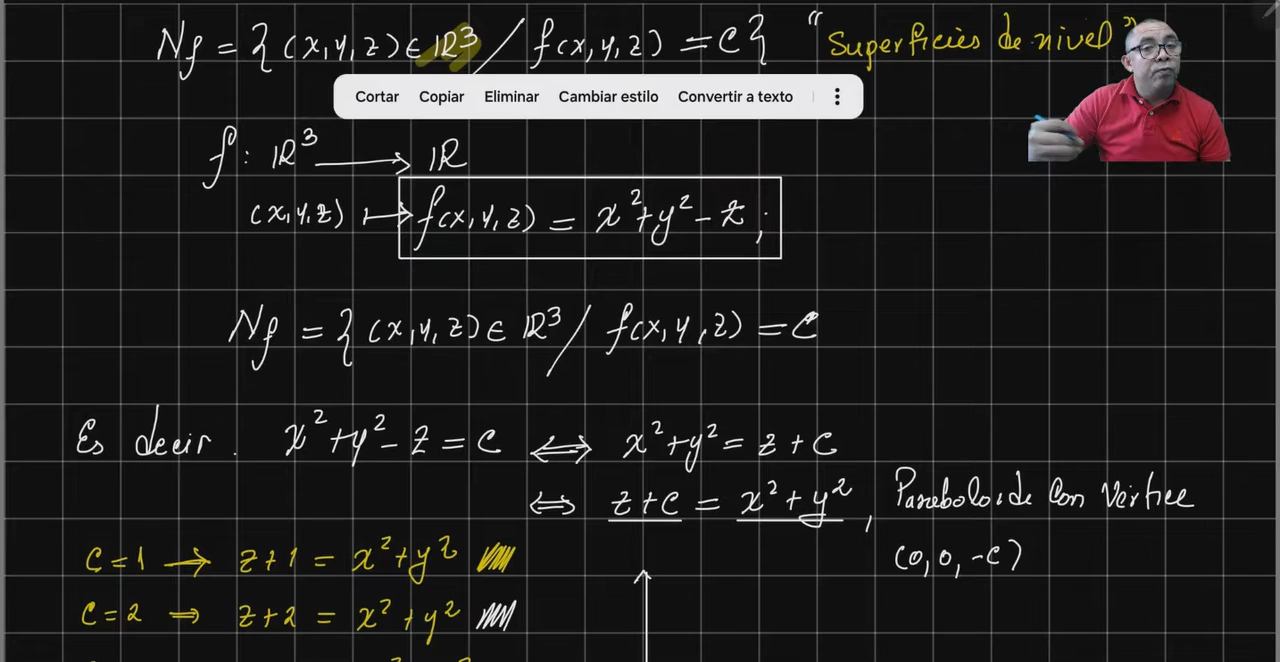 Nf = { (x,y,z) ∈ ℝ³ / f(x,y,z) = C } "Superficies de nivel"
Cortar Copiar Eliminar Cambiar estilo Convertir a texto
f: ℝ³ → ℝ
(x,y,z) ↦ f(x,y,z) = x²+y²-z ;
Nf = { (x,y,z) ∈ ℝ³ / f(x,y,z) = C
Es decir. x²+y²-z = C ⟺ x²+y² = z+C
⟺ z+C = x²+y² , Paraboloide Con Vértice
(0,0,-C)
C=1 → z+1 = x²+y²
C=2 ⇒ z+2 = x²+y²